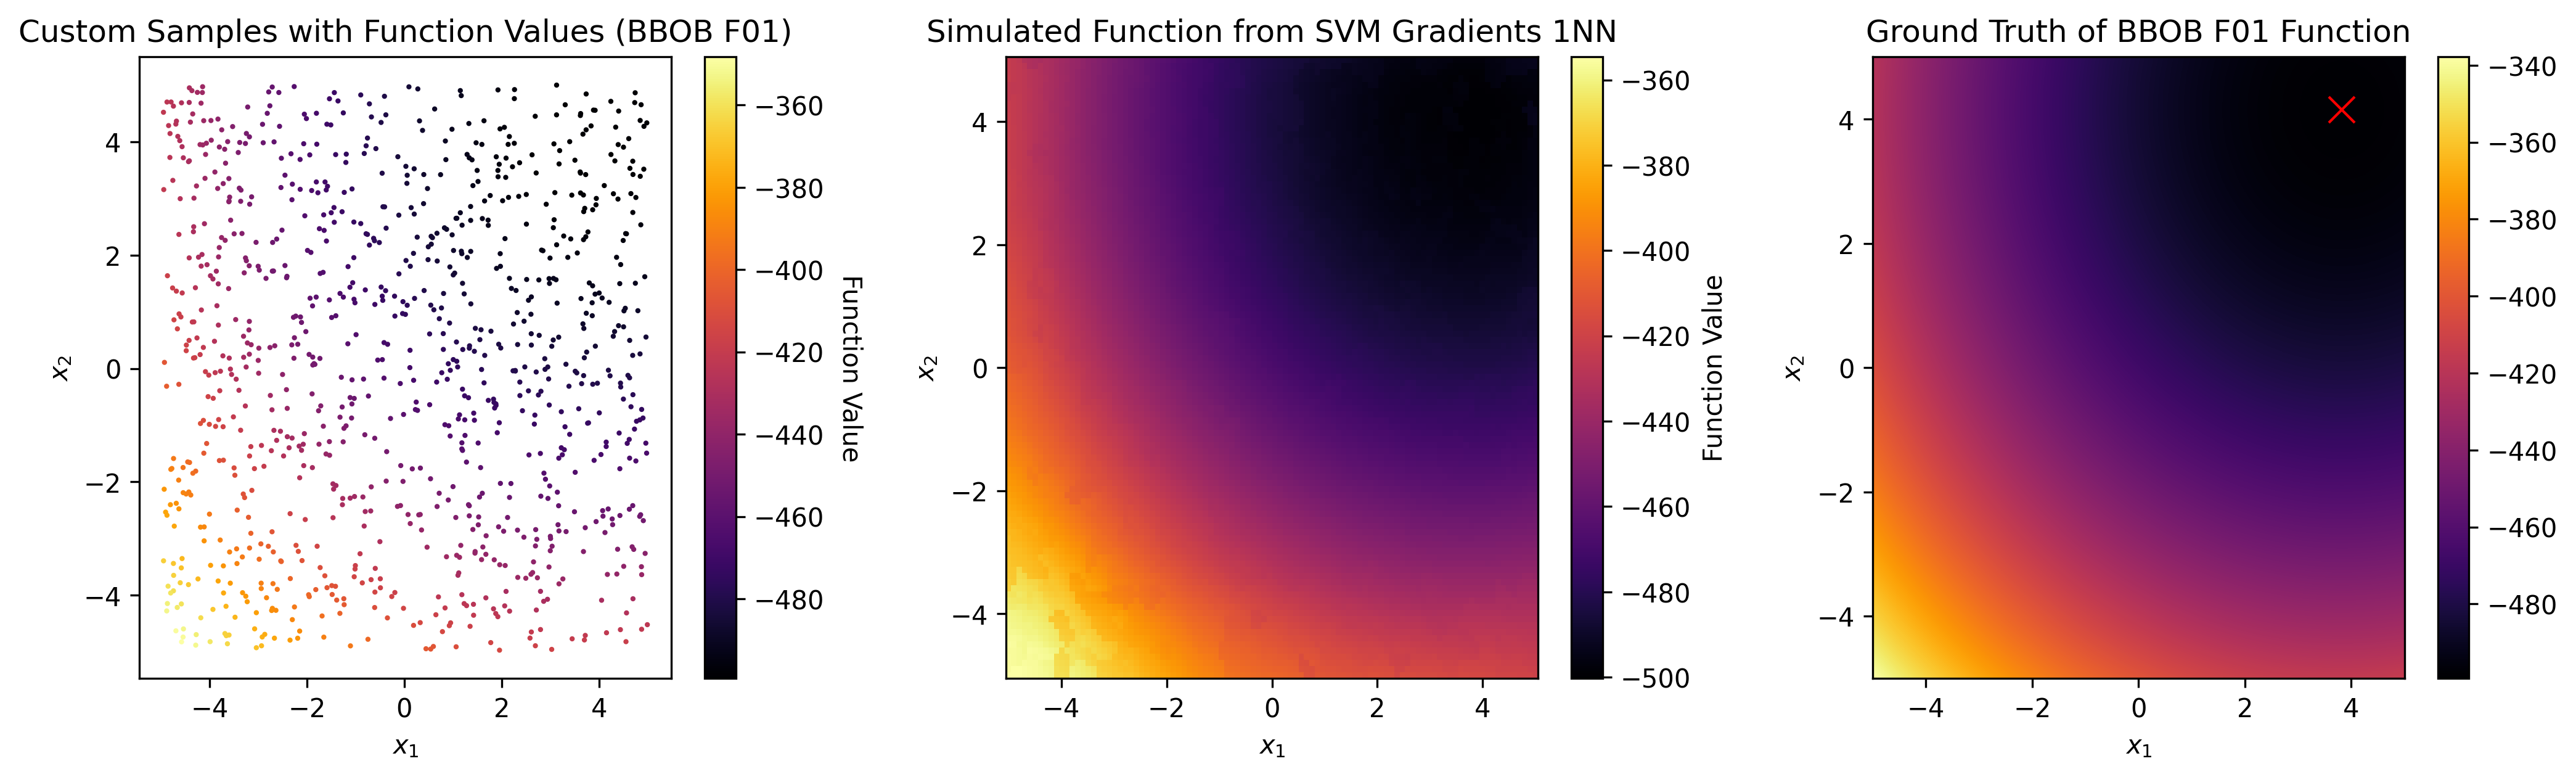 Custom Samples with Function Values (BBOB F01)
4
2
0
−2
−4
x₂
−4 −2 0 2 4
x₁
−360
−380
−400
−420
−440
−460
−480
Function Value
Simulated Function from SVM Gradients 1NN
4
2
0
−2
−4
x₂
−4 −2 0 2 4
x₁
−360
−380
−400
−420
−440
−460
−480
−500
Function Value
Ground Truth of BBOB F01 Function
4
2
0
−2
−4
x₂
−4 −2 0 2 4
x₁
−340
−360
−380
−400
−420
−440
−460
−480